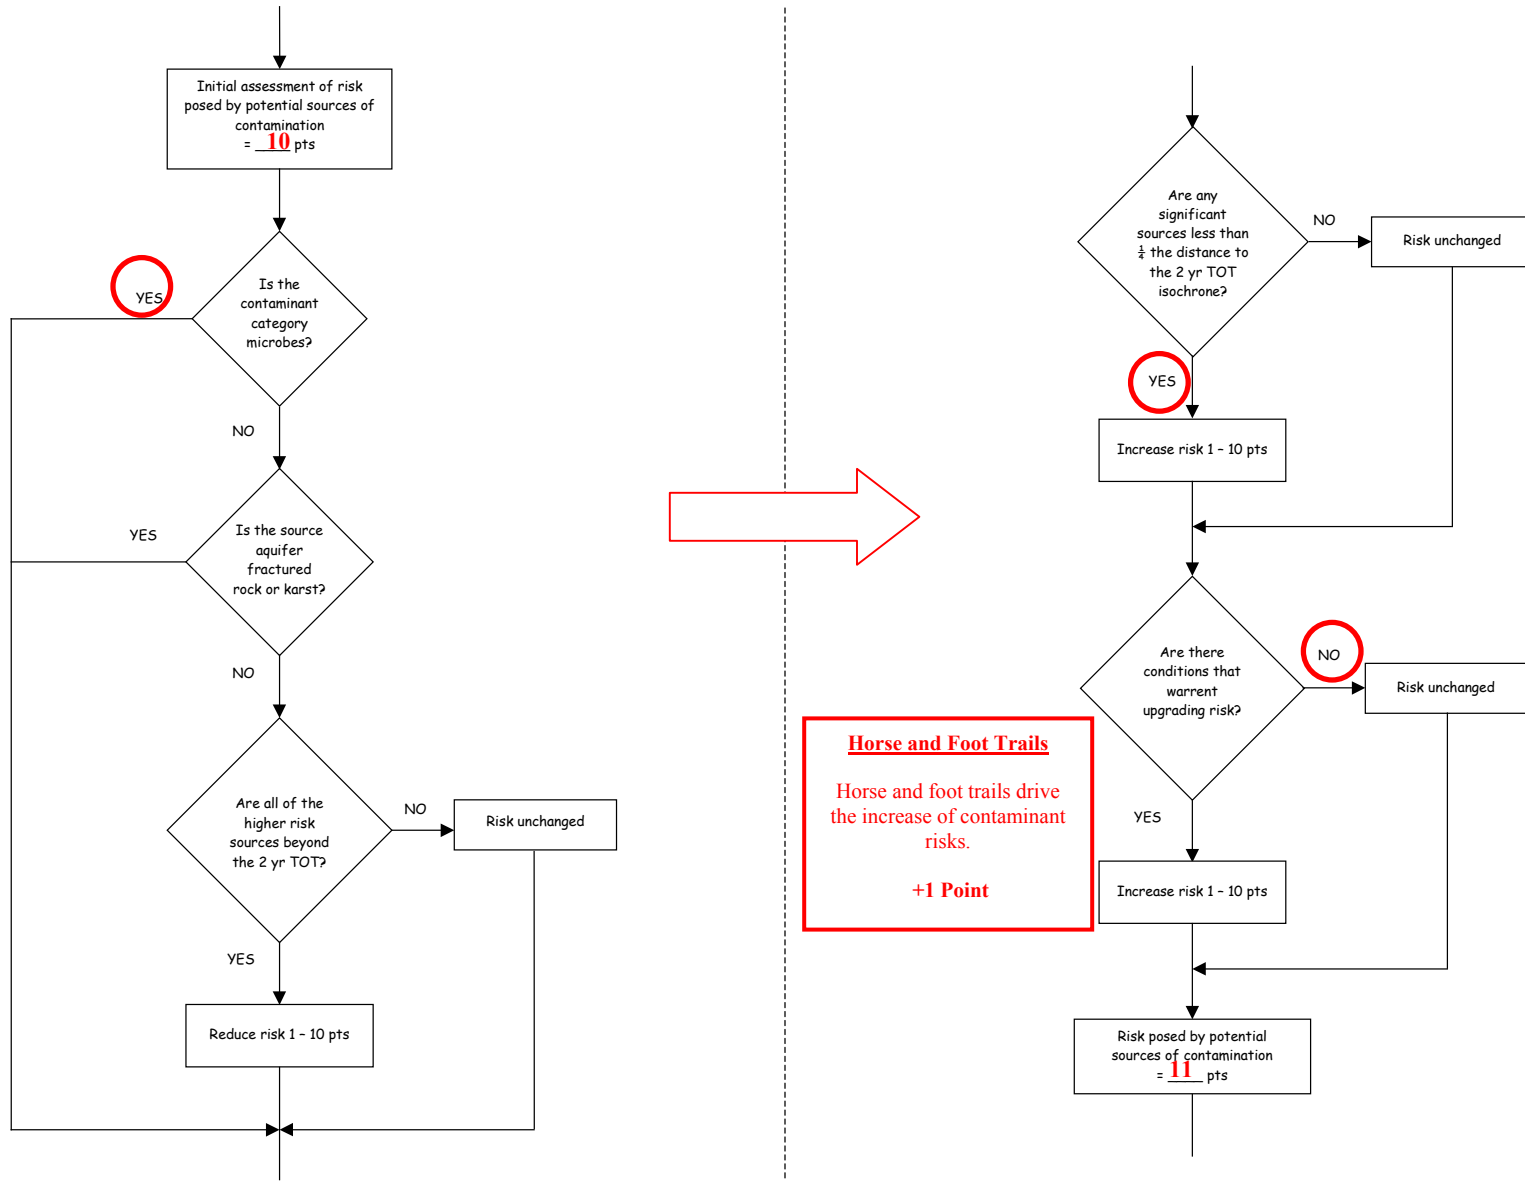 Initial assessment of risk
posed by potential sources of
contamination
= 10 pts
Is the
contaminant
category
microbes?
YES
NO
Is the source
aquifer
fractured
rock or karst?
YES
NO
Are all of the
higher risk
sources beyond
the 2 yr TOT?
NO
Risk unchanged
YES
Reduce risk 1 – 10 pts
Are any
significant
sources less than
¼ the distance to
the 2 yr TOT
isochrone?
NO
Risk unchanged
YES
Increase risk 1 – 10 pts
Are there
conditions that
warrent
upgrading risk?
NO
Risk unchanged
Horse and Foot Trails
Horse and foot trails drive
the increase of contaminant
risks.
+1 Point
YES
Increase risk 1 – 10 pts
Risk posed by potential
sources of contamination
= 11 pts